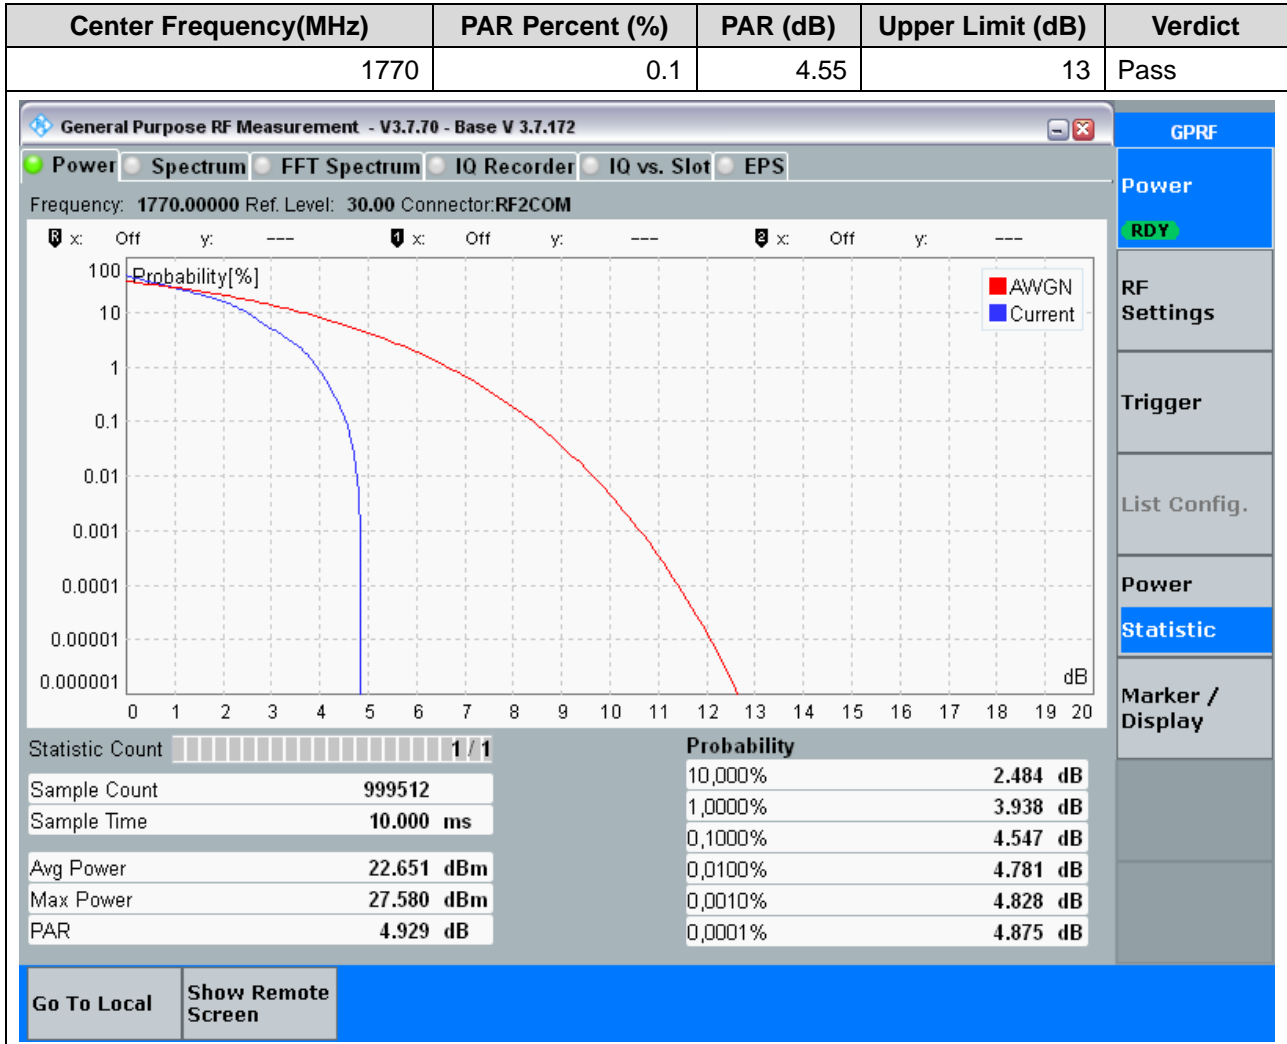 Center Frequency(MHz) PAR Percent (%) PAR (dB) Upper Limit (dB) Verdict
1770 0.1 4.55 13 Pass
General Purpose RF Measurement - V3.7.70 - Base V 3.7.172
GPRF
Power Spectrum FFT Spectrum IQ Recorder IQ vs. Slot EPS
Power
RDY
Frequency: 1770.00000 Ref. Level: 30.00 Connector:RF2COM
R x: Off y: --- 1 x: Off y: --- 2 x: Off y: ---
100 Probability[%]
AWGN
Current
RF
Settings
10
1
Trigger
0.1
0.01
List Config.
0.001
0.0001
Power
0.00001
Statistic
0.000001
dB
Marker /
Display
0 1 2 3 4 5 6 7 8 9 10 11 12 13 14 15 16 17 18 19 20
Statistic Count 1 / 1
Probability
10,000% 2.484 dB
Sample Count 999512
1,0000% 3.938 dB
Sample Time 10.000 ms
0,1000% 4.547 dB
Avg Power 22.651 dBm
0,0100% 4.781 dB
Max Power 27.580 dBm
0,0010% 4.828 dB
PAR 4.929 dB
0,0001% 4.875 dB
Go To Local
Show Remote
Screen